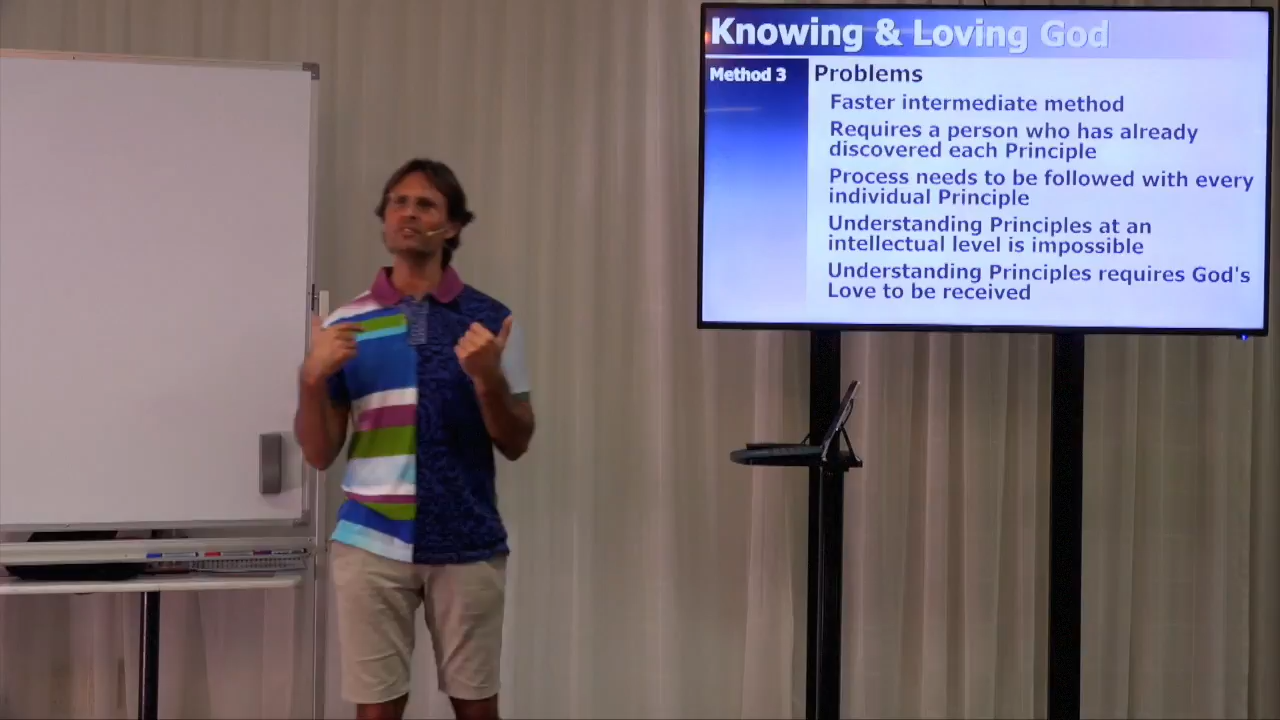 Knowing & Loving God
Method 3
Problems
Faster intermediate method
Requires a person who has already
discovered each Principle
Process needs to be followed with every
individual Principle
Understanding Principles at an
intellectual level is impossible
Understanding Principles requires God's
Love to be received